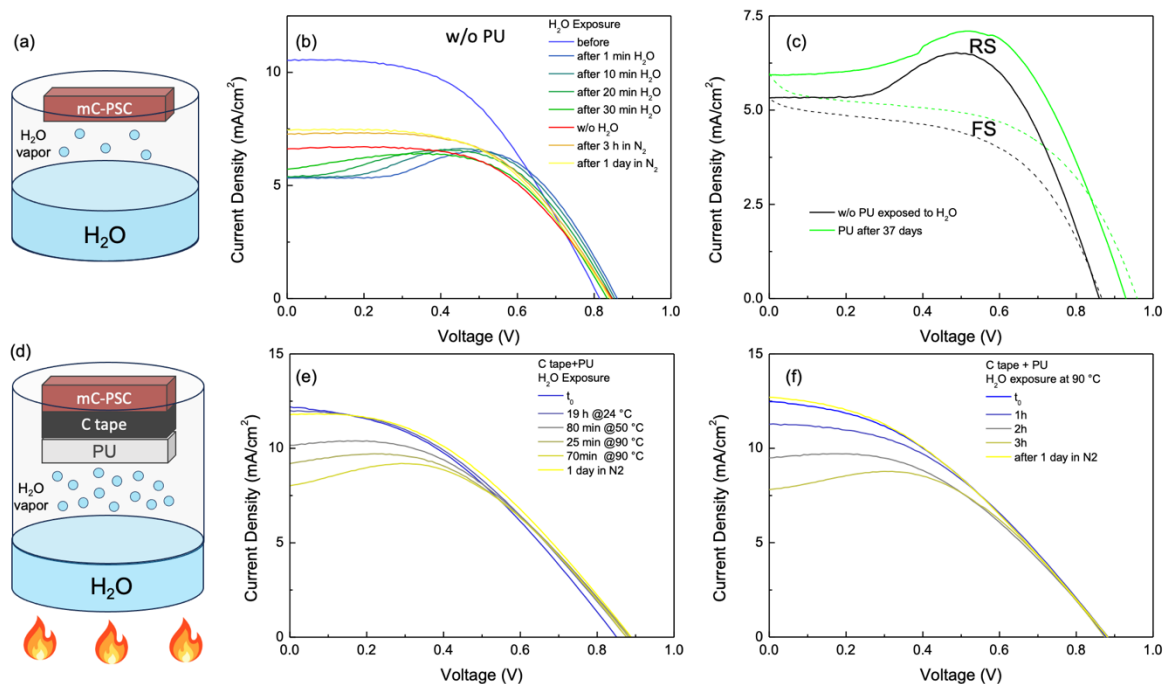 (a)
mC-PSC
H₂O
vapor
H₂O
(b)
w/o PU
H₂O Exposure
before
after 1 min H₂O
after 10 min H₂O
after 20 min H₂O
after 30 min H₂O
w/o H₂O
after 3 h in N₂
after 1 day in N₂
Current Density (mA/cm²)
10
5
0
0.0 0.2 0.4 0.6 0.8 1.0
Voltage (V)
(c)
RS
FS
w/o PU exposed to H₂O
PU after 37 days
Current Density (mA/cm²)
7.5
5.0
2.5
0.0
0.0 0.2 0.4 0.6 0.8 1.0
Voltage (V)
(d)
mC-PSC
C tape
PU
H₂O
vapor
H₂O
(e)
C tape+PU
H₂O Exposure
t₀
19 h @24 °C
80 min @50 °C
25 min @90 °C
70min @90 °C
1 day in N2
Current Density (mA/cm²)
15
10
5
0
0.0 0.2 0.4 0.6 0.8 1.0
Voltage (V)
(f)
C tape + PU
H₂O exposure at 90 °C
t₀
1h
2h
3h
after 1 day in N2
Current Density (mA/cm²)
15
10
5
0
0.0 0.2 0.4 0.6 0.8 1.0
Voltage (V)